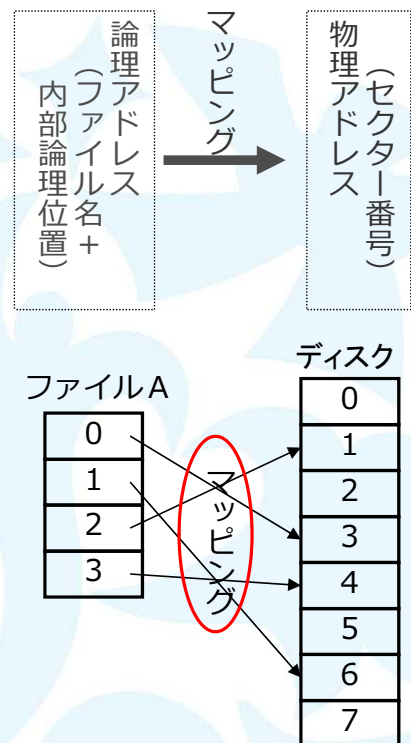 論理アドレス
（ファイル名＋
内部論理位置）
マッピング
物理アドレス
（セクター番号）
ディスク
ファイルA
0
1
2
3
マッピング
0
1
2
3
4
5
6
7